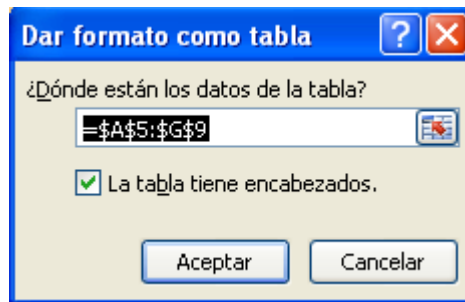 Dar formato como tabla
¿Dónde están los datos de la tabla?
=$A$5:$G$9
La tabla tiene encabezados.
Aceptar
Cancelar